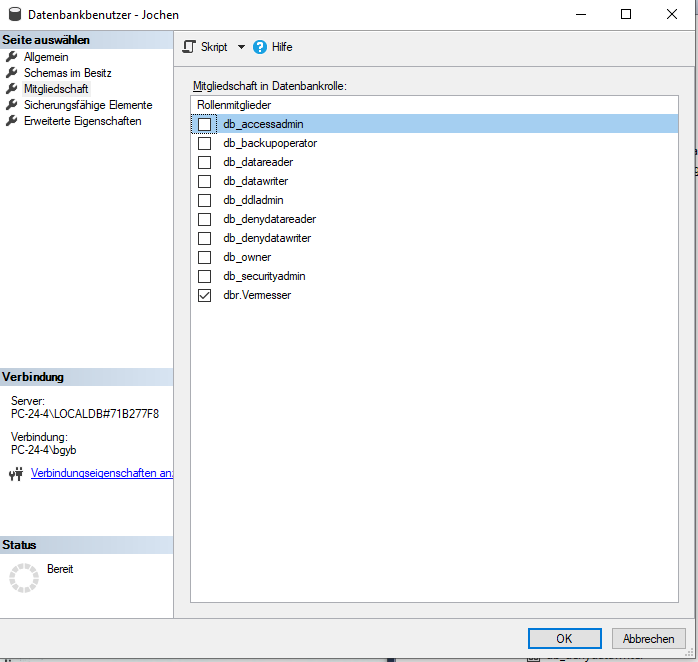 Datenbankbenutzer - Jochen
Seite auswählen
Allgemein
Schemas im Besitz
Mitgliedschaft
Sicherungsfähige Elemente
Erweiterte Eigenschaften
Skript
Hilfe
Mitgliedschaft in Datenbankrolle:
Rollenmitglieder
db_accessadmin
db_backupoperator
db_datareader
db_datawriter
db_ddladmin
db_denydatareader
db_denydatawriter
db_owner
db_securityadmin
dbr.Vermesser
Verbindung
Server:
PC-24-4\LOCALDB#71B277F8
Verbindung:
PC-24-4\bgyb
Verbindungseigenschaften anz
Status
Bereit
OK
Abbrechen